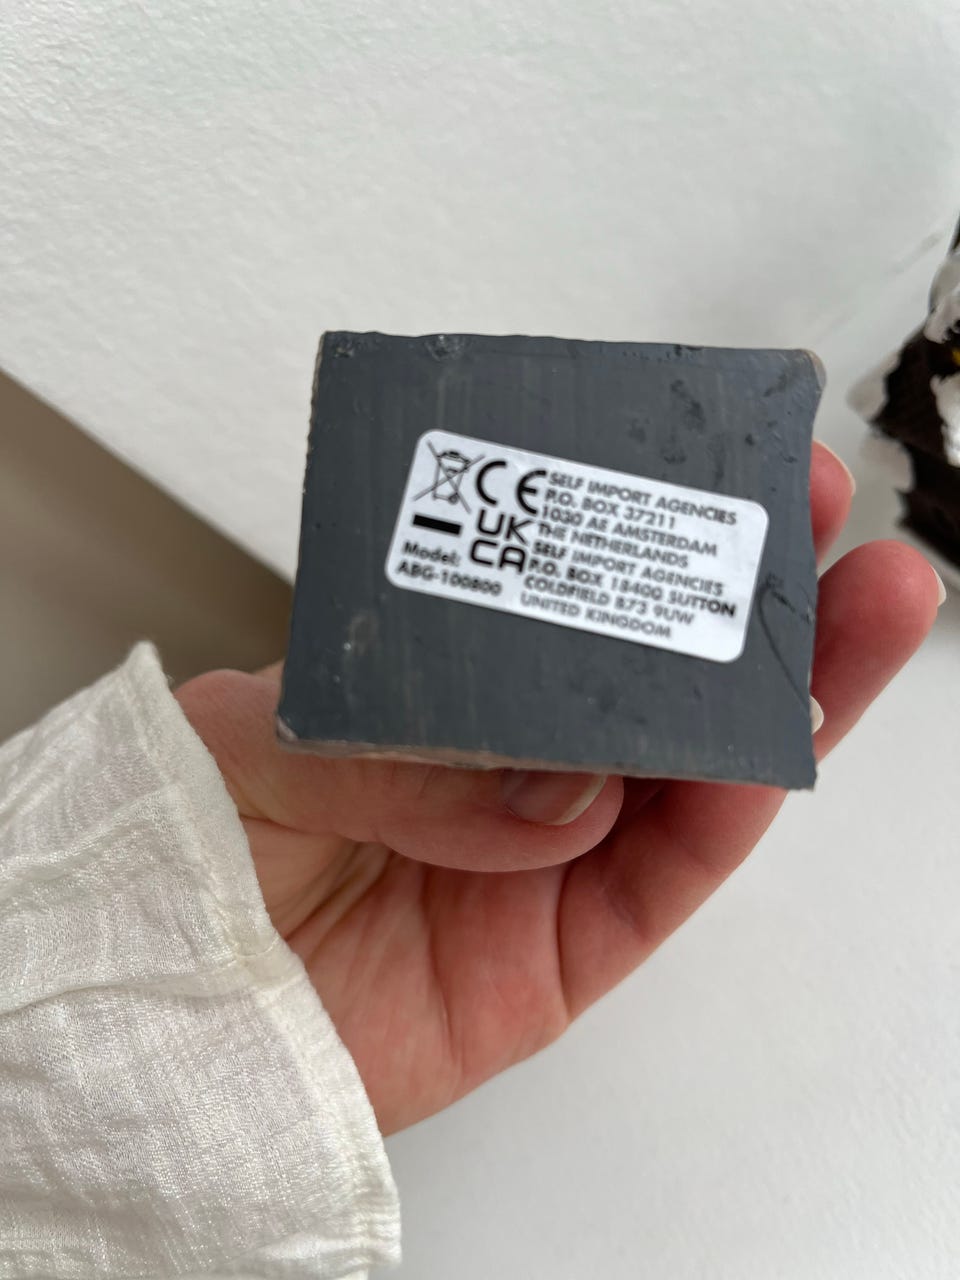 CE
UK
CA
Model:
ABG-100800
SELF IMPORT AGENCIES
P.O. BOX 37211
1030 AE AMSTERDAM
THE NETHERLANDS
SELF IMPORT AGENCIES
P.O. BOX 18400 SUTTON
COLDFIELD B73 9UW
UNITED KINGDOM